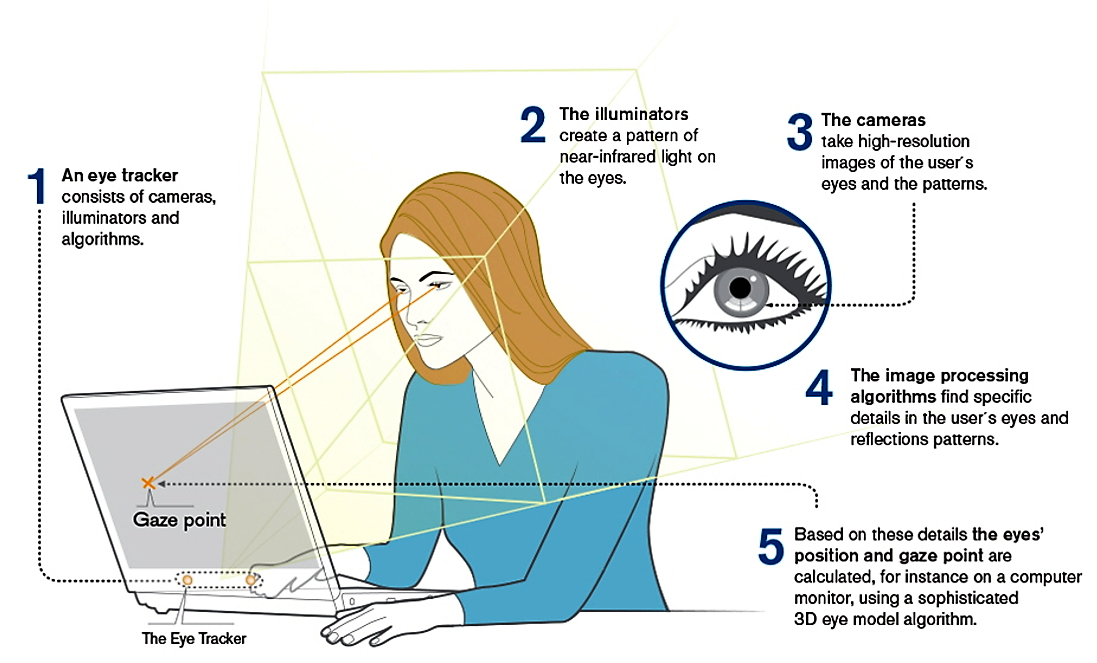 1
An eye tracker
consists of cameras,
illuminators and
algorithms.
2
The illuminators
create a pattern of
near-infrared light on
the eyes.
3
The cameras
take high-resolution
images of the user´s
eyes and the patterns.
4
The image processing
algorithms find specific
details in the user´s eyes and
reflections patterns.
5
Based on these details the eyes’
position and gaze point are
calculated, for instance on a computer
monitor, using a sophisticated
3D eye model algorithm.
Gaze point
The Eye Tracker